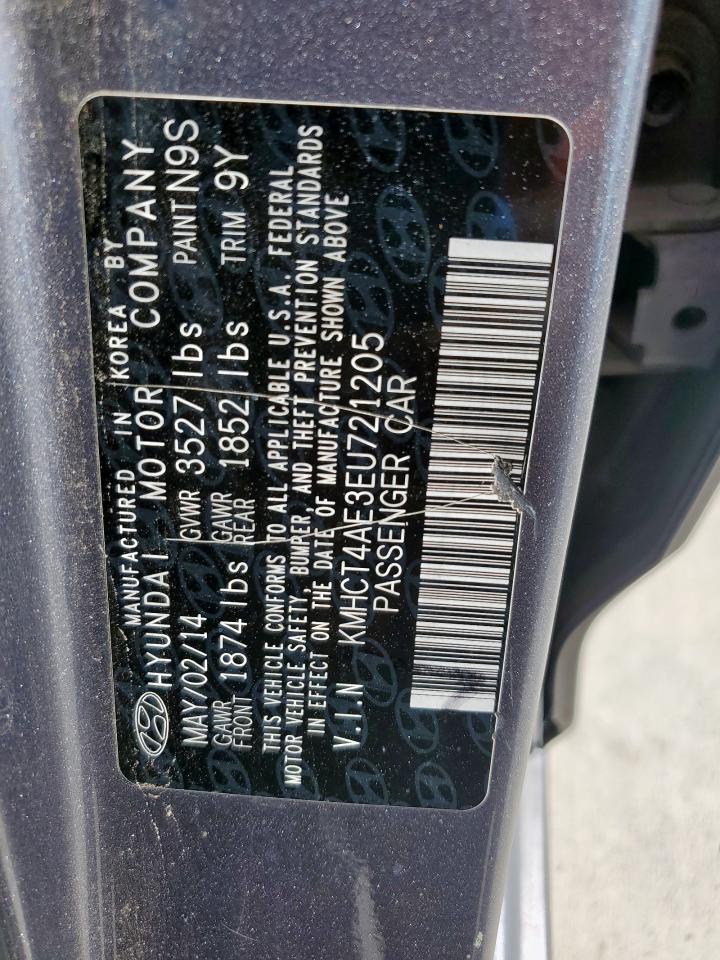 MANUFACTURED IN KOREA BY
HYUNDAI MOTOR COMPANY
MAY/02/14 GVWR 3527 lbs PAINT N9S
GAWR FRONT 1874 lbs GAWR REAR 1852 lbs TRIM 9Y
THIS VEHICLE CONFORMS TO ALL APPLICABLE U.S.A. FEDERAL
MOTOR VEHICLE SAFETY, BUMPER, AND THEFT PREVENTION STANDARDS
IN EFFECT ON THE DATE OF MANUFACTURE SHOWN ABOVE
V.I.N KMHCT4AE3EU721205
PASSENGER CAR